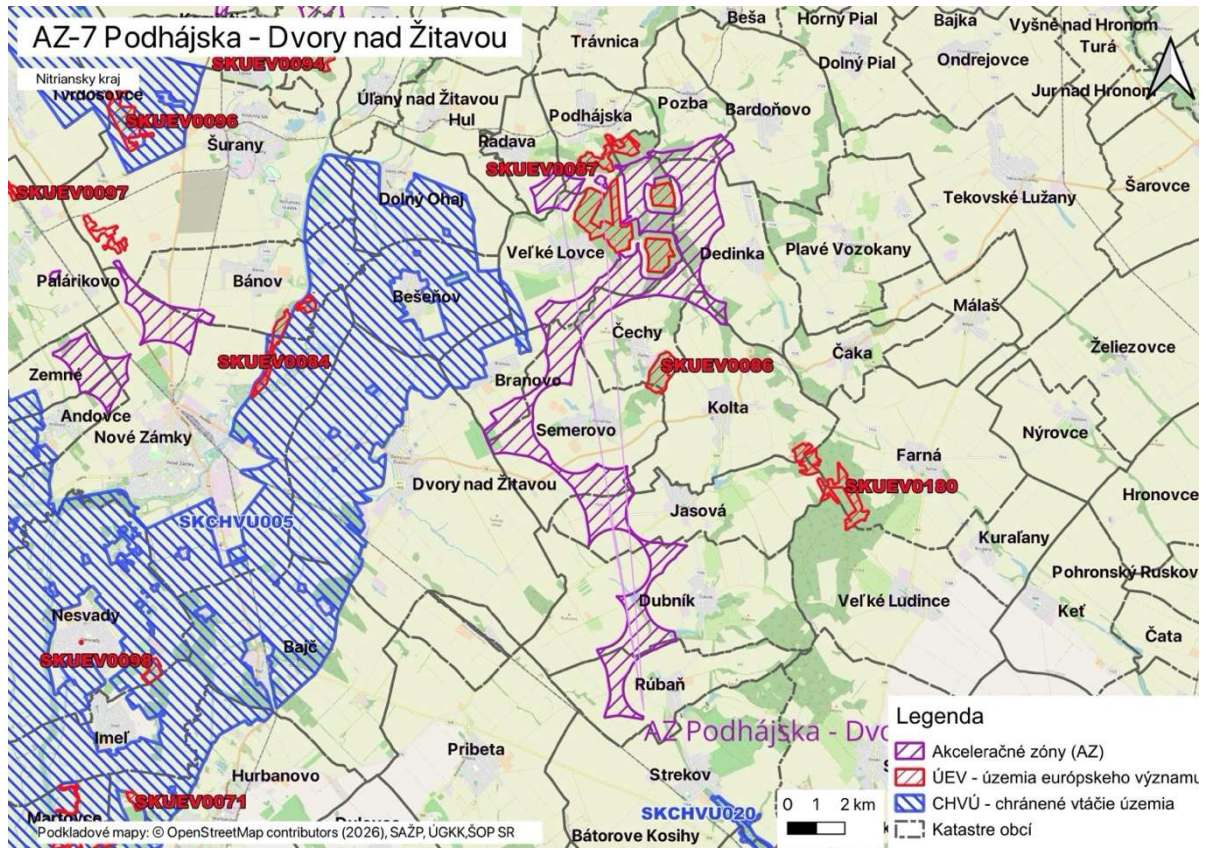 AZ-7 Podhájska - Dvory nad Žitavou
Nitriansky kraj
Beša
Horný Pial
Bajka
Vyšné nad Hronom
Turá
Trávnica
Dolný Pial
Ondrejovce
SKUEV0094
Jur nad Hronom
Tvrdošovce
Úľany nad Žitavou
Hul
Podhájska
Pozba
Bardoňovo
SKUEV0096
Šurany
Radava
SKUEV0087
SKUEV0097
Dolný Ohaj
Tekovské Lužany
Šarovce
Veľké Lovce
Dedinka
Plavé Vozokany
Palárikovo
Bánov
Bešeňov
Málaš
Čechy
Želiezovce
SKUEV0084
SKUEV0086
Čaka
Zemné
Branovo
Andovce
Kolta
Nové Zámky
Semerovo
Nýrovce
Farná
Dvory nad Žitavou
SKUEV0180
Hronovce
SKCHVU005
Jasová
Kuraľany
Pohronský Ruskov
Nesvady
Dubník
Veľké Ludince
Keť
Čata
Bajč
SKUEV0098
Rúbaň
AZ Podhájska - Dvo
Imeľ
Pribeta
Hurbanovo
Strekov
SKUEV0071
SKCHVU020
Martovce
Bátorove Kosihy
Legenda
Akceleračné zóny (AZ)
ÚEV - územia európskeho významu
CHVÚ - chránené vtáčie územia
Katastre obcí
0 1 2 km
Podkladové mapy: © OpenStreetMap contributors (2026), SAŽP, ÚGKK,ŠOP SR